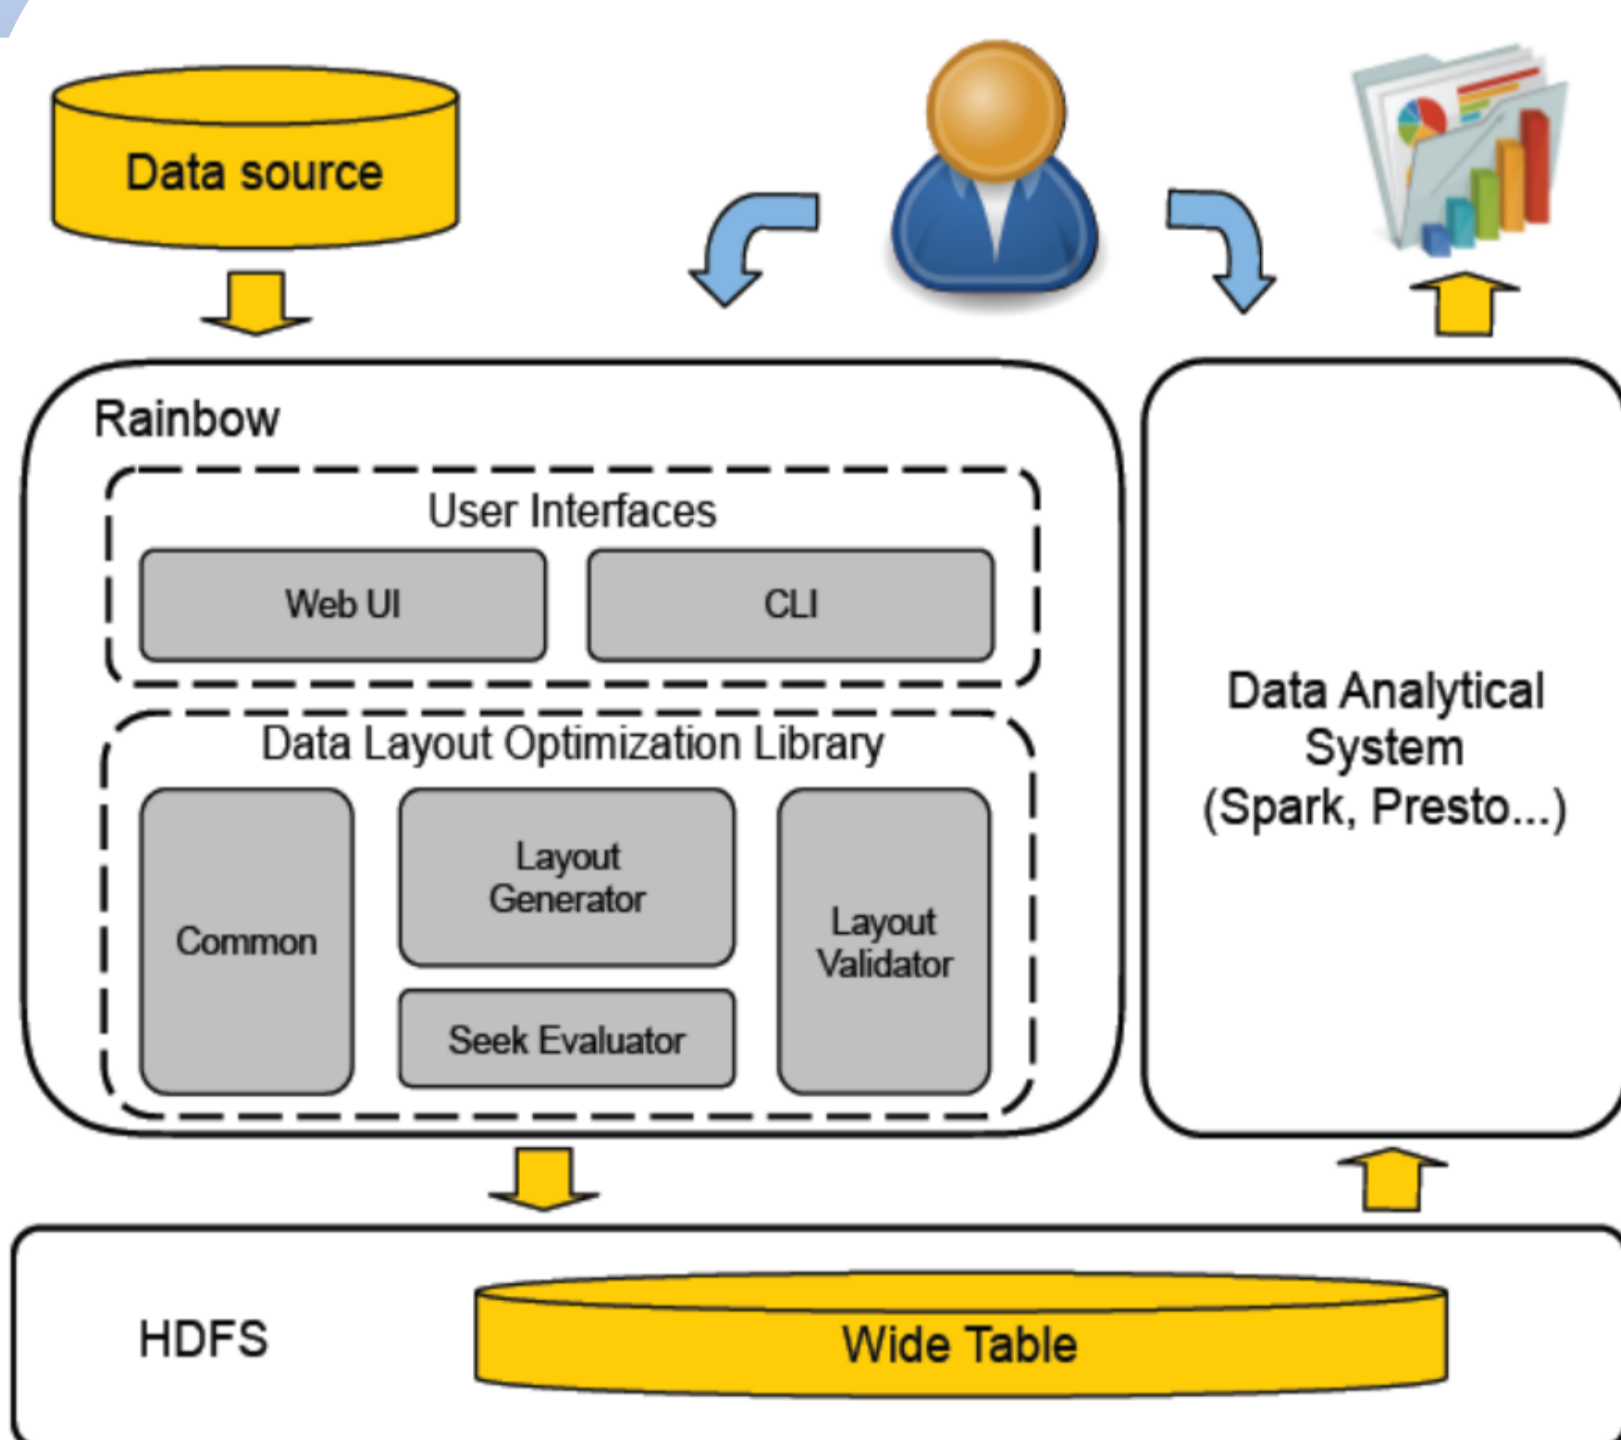 Data source
Rainbow
User Interfaces
Web UI
CLI
Data Layout Optimization Library
Common
Layout
Generator
Seek Evaluator
Layout
Validator
Data Analytical
System
(Spark, Presto...)
HDFS
Wide Table